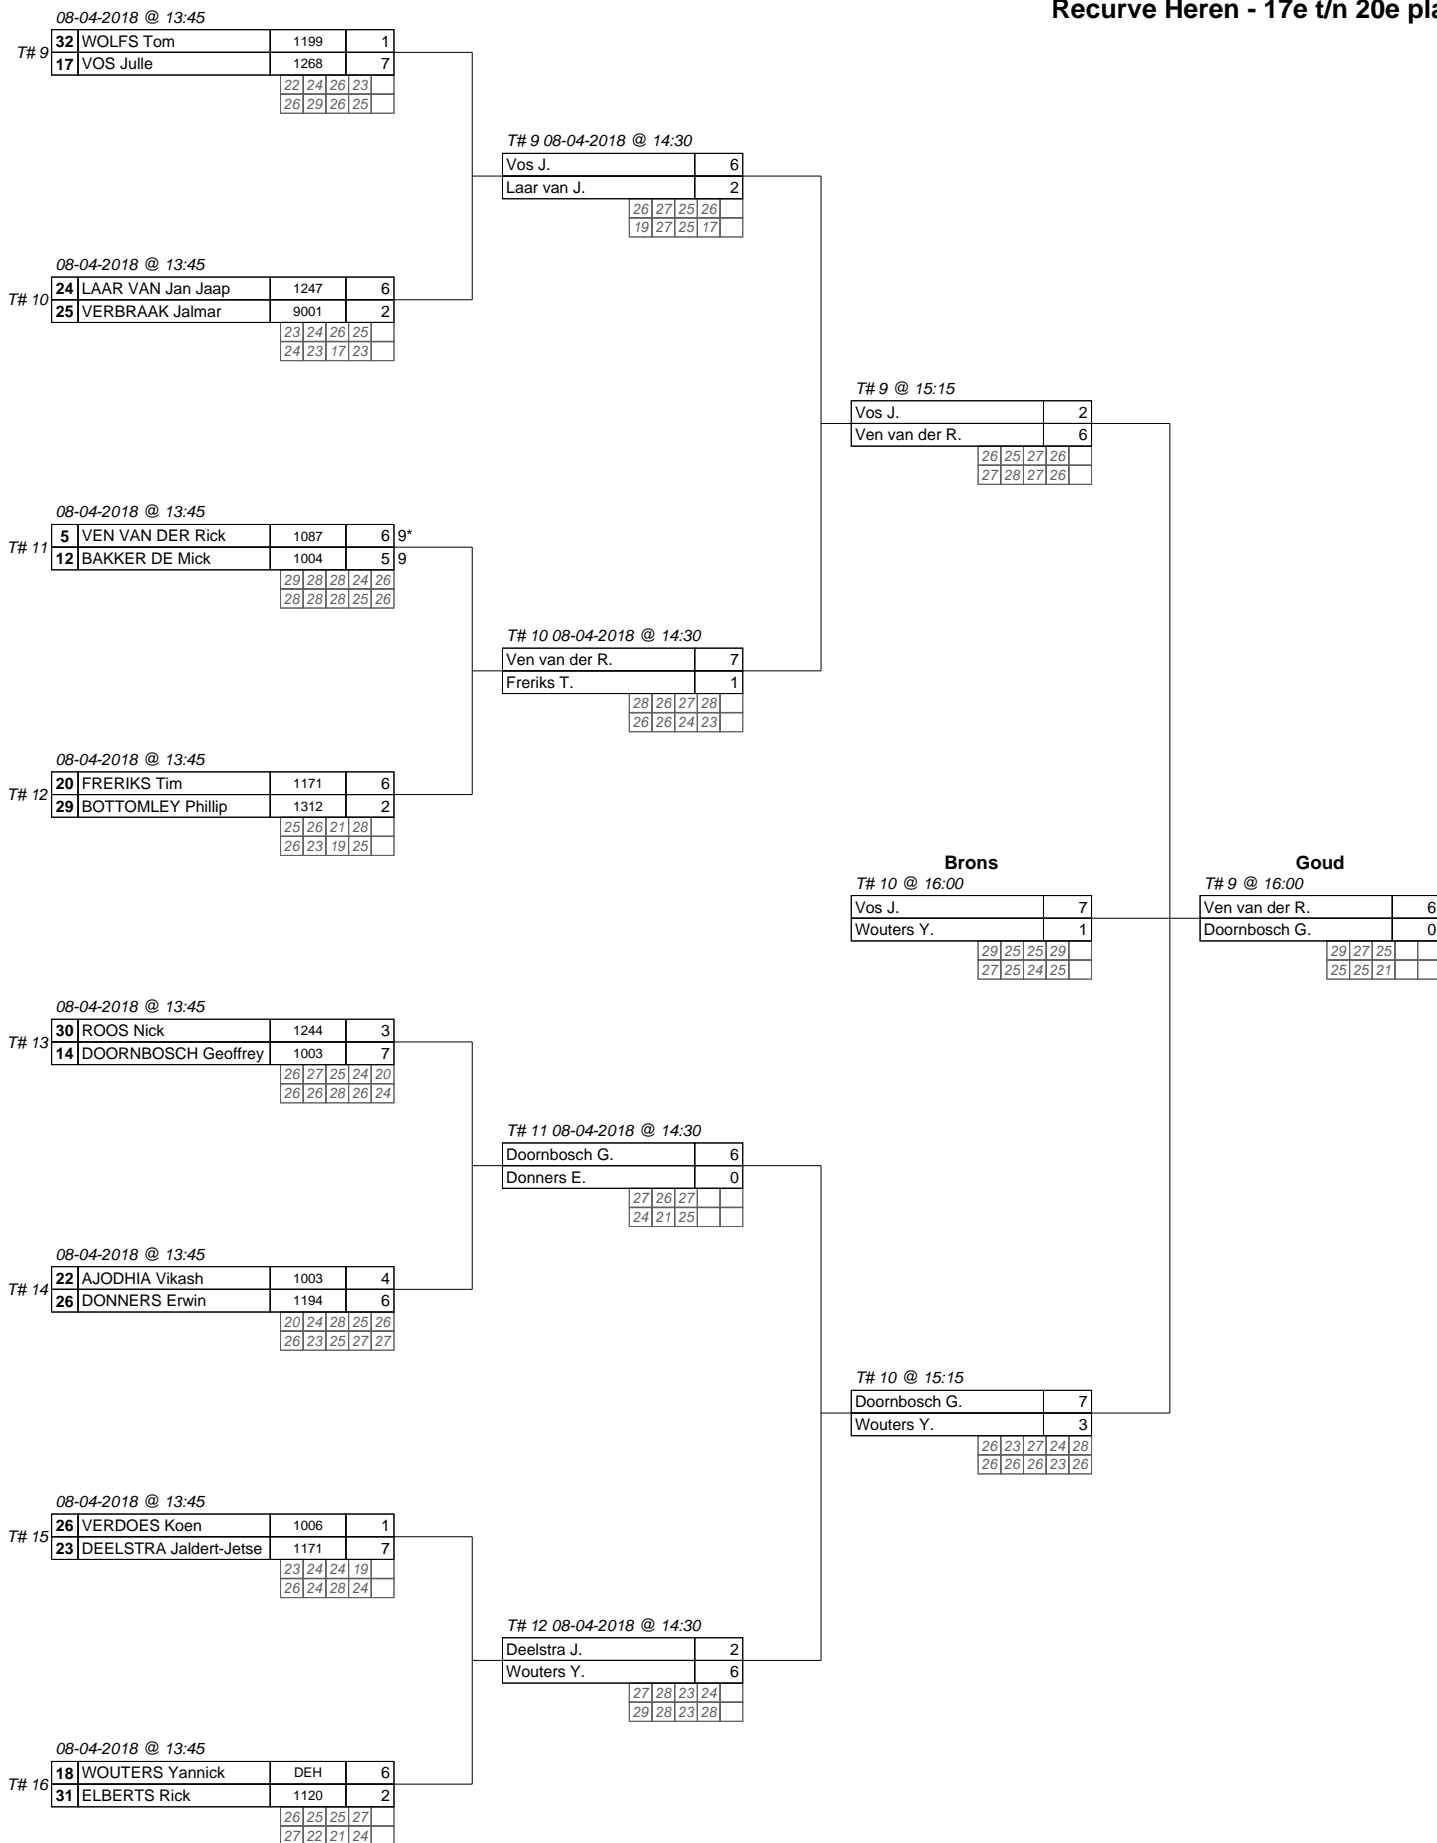 Recurve Heren - 17e t/n 20e pla
08-04-2018 @ 13:45
T# 9
32 WOLFS Tom 1199 1
17 VOS Julle 1268 7
22 24 26 23
26 29 26 25
T# 9 08-04-2018 @ 14:30
Vos J. 6
Laar van J. 2
26 27 25 26
19 27 25 17
08-04-2018 @ 13:45
T# 10
24 LAAR VAN Jan Jaap 1247 6
25 VERBRAAK Jalmar 9001 2
23 24 26 25
24 23 17 23
T# 9 @ 15:15
Vos J. 2
Ven van der R. 6
26 25 27 26
27 28 27 26
08-04-2018 @ 13:45
T# 11
5 VEN VAN DER Rick 1087 6 9*
12 BAKKER DE Mick 1004 5 9
29 28 28 24 26
28 28 28 25 26
T# 10 08-04-2018 @ 14:30
Ven van der R. 7
Freriks T. 1
28 26 27 28
26 26 24 23
08-04-2018 @ 13:45
T# 12
20 FRERIKS Tim 1171 6
29 BOTTOMLEY Phillip 1312 2
25 26 21 28
26 23 19 25
Brons
T# 10 @ 16:00
Vos J. 7
Wouters Y. 1
29 25 25 29
27 25 24 25
Goud
T# 9 @ 16:00
Ven van der R. 6
Doornbosch G. 0
29 27 25
25 25 21
08-04-2018 @ 13:45
T# 13
30 ROOS Nick 1244 3
14 DOORNBOSCH Geoffrey 1003 7
26 27 25 24 20
26 26 28 26 24
T# 11 08-04-2018 @ 14:30
Doornbosch G. 6
Donners E. 0
27 26 27
24 21 25
08-04-2018 @ 13:45
T# 14
22 AJODHIA Vikash 1003 4
26 DONNERS Erwin 1194 6
20 24 28 25 26
26 23 25 27 27
T# 10 @ 15:15
Doornbosch G. 7
Wouters Y. 3
26 23 27 24 28
26 26 26 23 26
08-04-2018 @ 13:45
T# 15
26 VERDOES Koen 1006 1
23 DEELSTRA Jaldert-Jetse 1171 7
23 24 24 19
26 24 28 24
T# 12 08-04-2018 @ 14:30
Deelstra J. 2
Wouters Y. 6
27 28 23 24
29 28 23 28
08-04-2018 @ 13:45
T# 16
18 WOUTERS Yannick DEH 6
31 ELBERTS Rick 1120 2
26 25 25 27
27 22 21 24